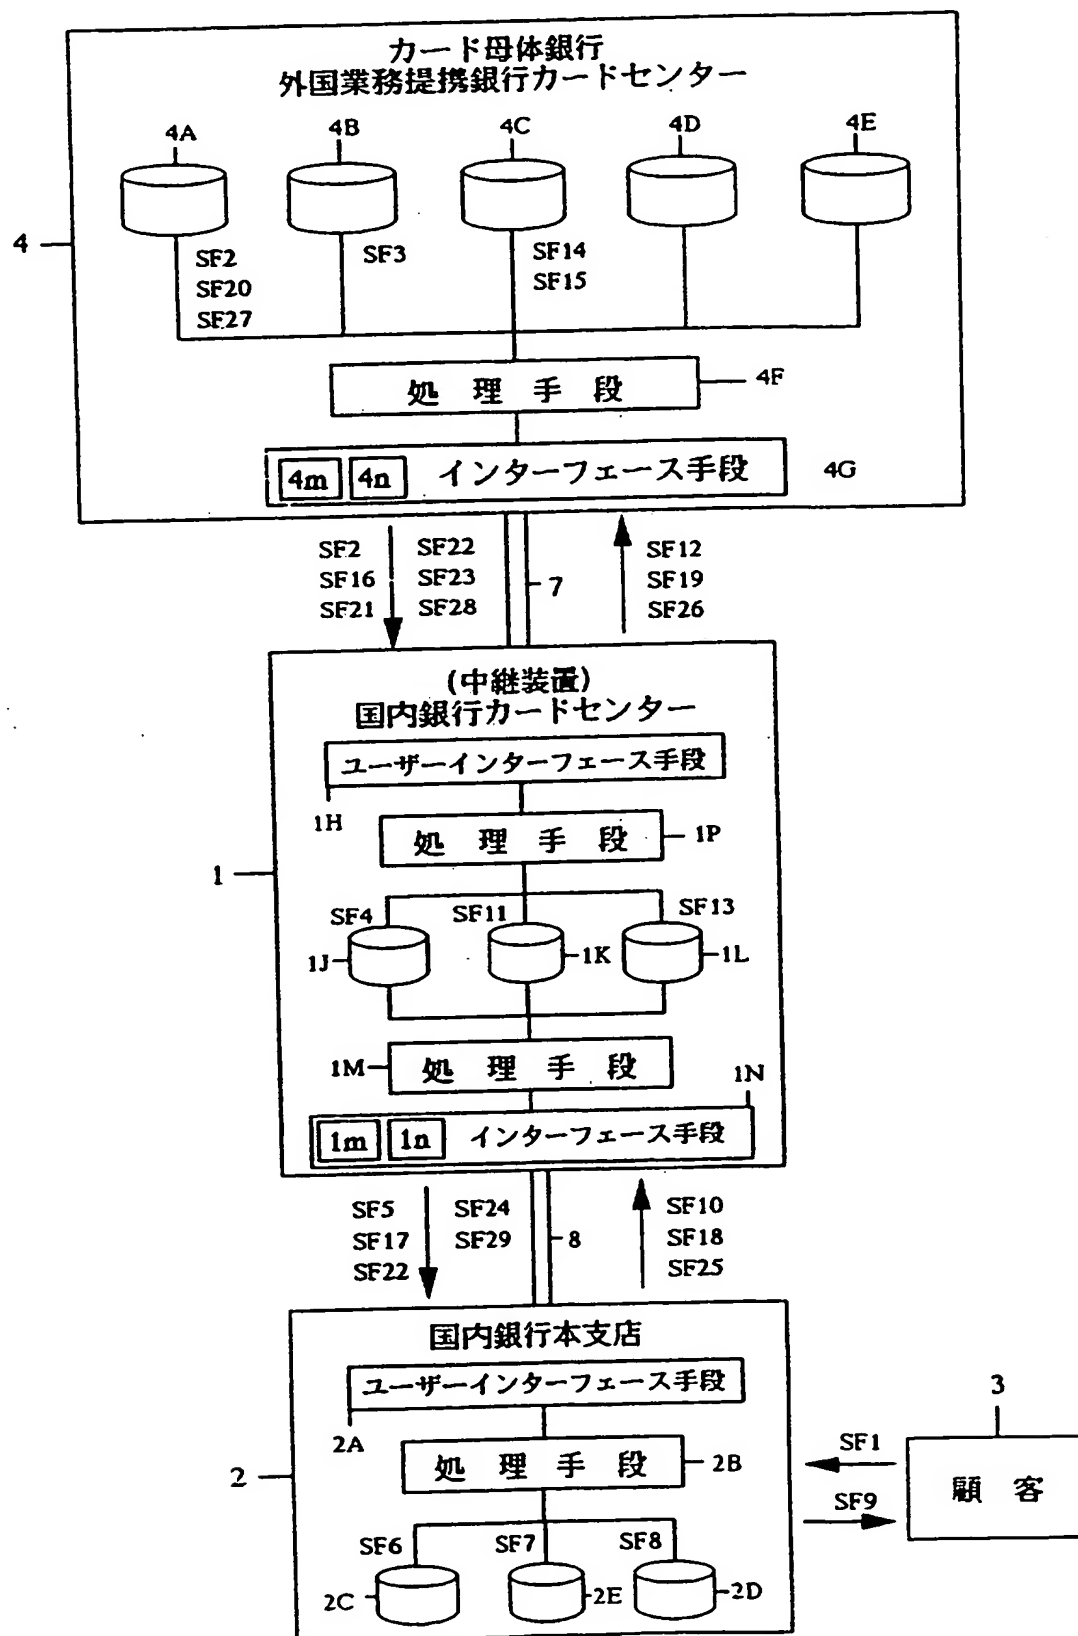 カード母体銀行
外国業務提携銀行カードセンター
4A
4B
4C
4D
4E
4
SF2
SF20
SF27
SF3
SF14
SF15
処理手段
4F
4m
4n
インターフェース手段
4G
SF2
SF16
SF21
SF22
SF23
SF28
7
SF12
SF19
SF26
(中継装置)
国内銀行カードセンター
ユーザーインターフェース手段
1H
処理手段
1P
1
SF4
SF11
SF13
1J
1K
1L
1M
処理手段
1N
1m
1n
インターフェース手段
SF5
SF17
SF22
SF24
SF29
8
SF10
SF18
SF25
国内銀行本支店
ユーザーインターフェース手段
2A
処理手段
2B
2
3
SF1
SF9
顧客
SF6
SF7
SF8
2C
2E
2D